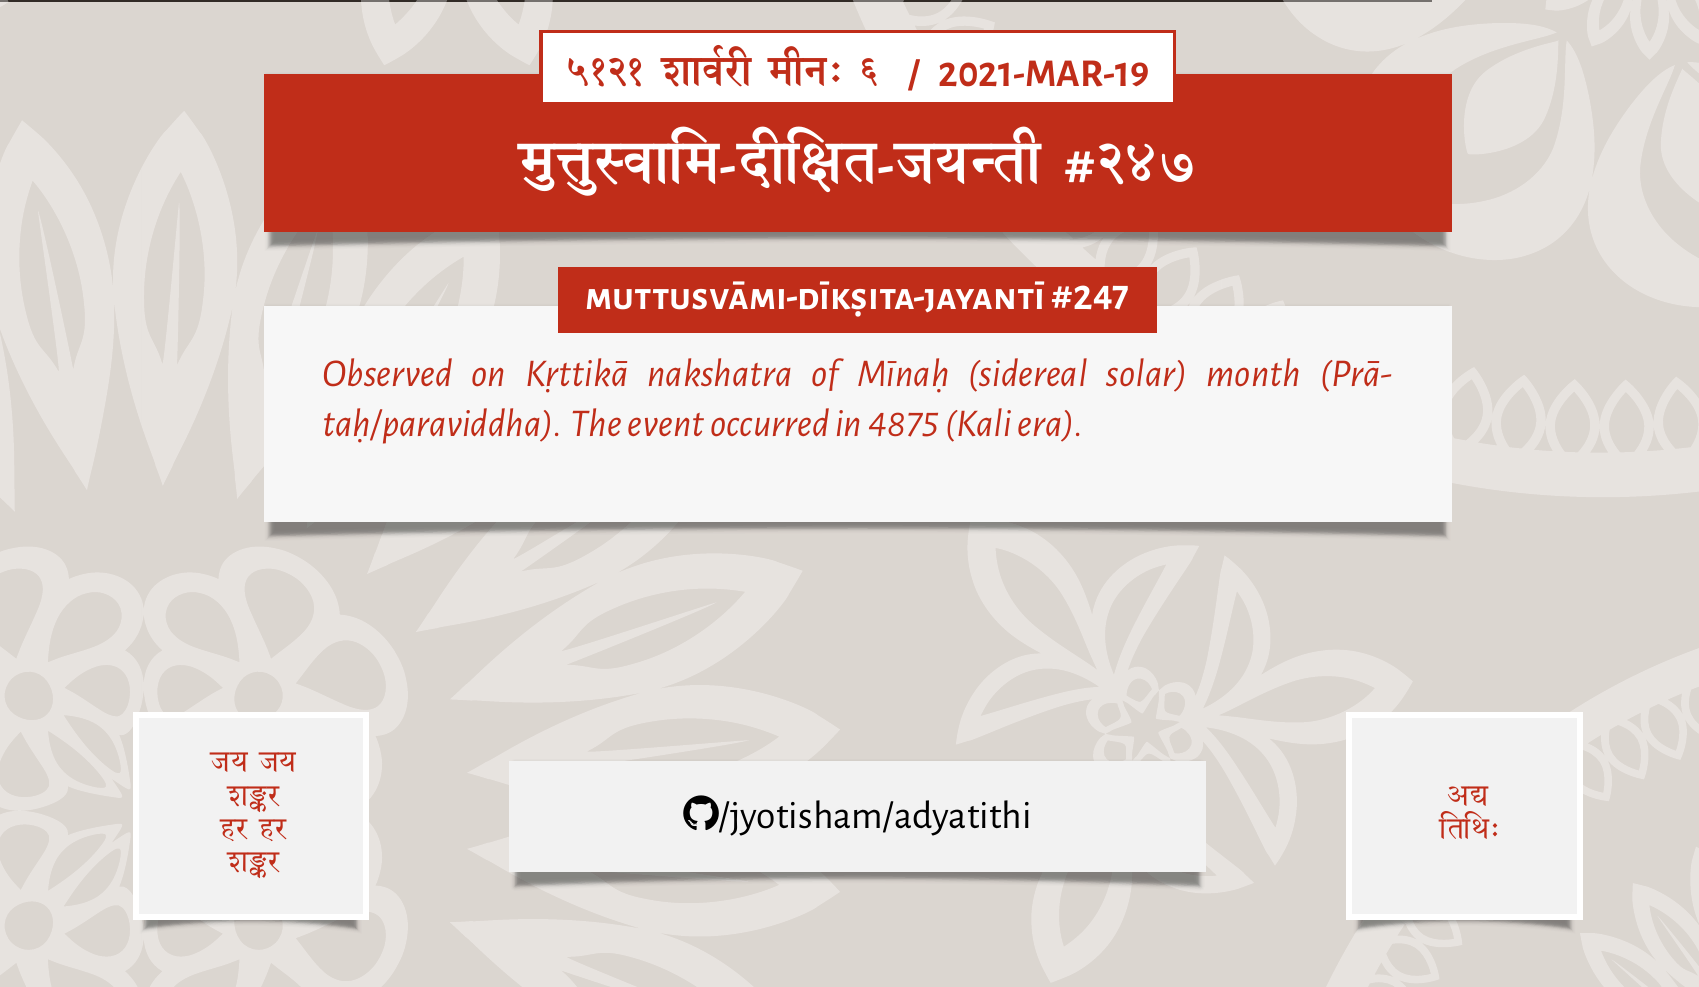 ५१२१ शार्वरी मीनः ६ / 2021-MAR-19
मुत्तुस्वामि-दीक्षित-जयन्ती #२४७
MUTTUSVĀMI-DĪKṢITA-JAYANTĪ #247
Observed on Kṛttikā nakshatra of Mīnaḥ (sidereal solar) month (Prā-
taḥ/paraviddha). The event occurred in 4875 (Kali era).
जय जय
शङ्कर
हर हर
शङ्कर
/jyotisham/adyatithi
अद्य
तिथिः